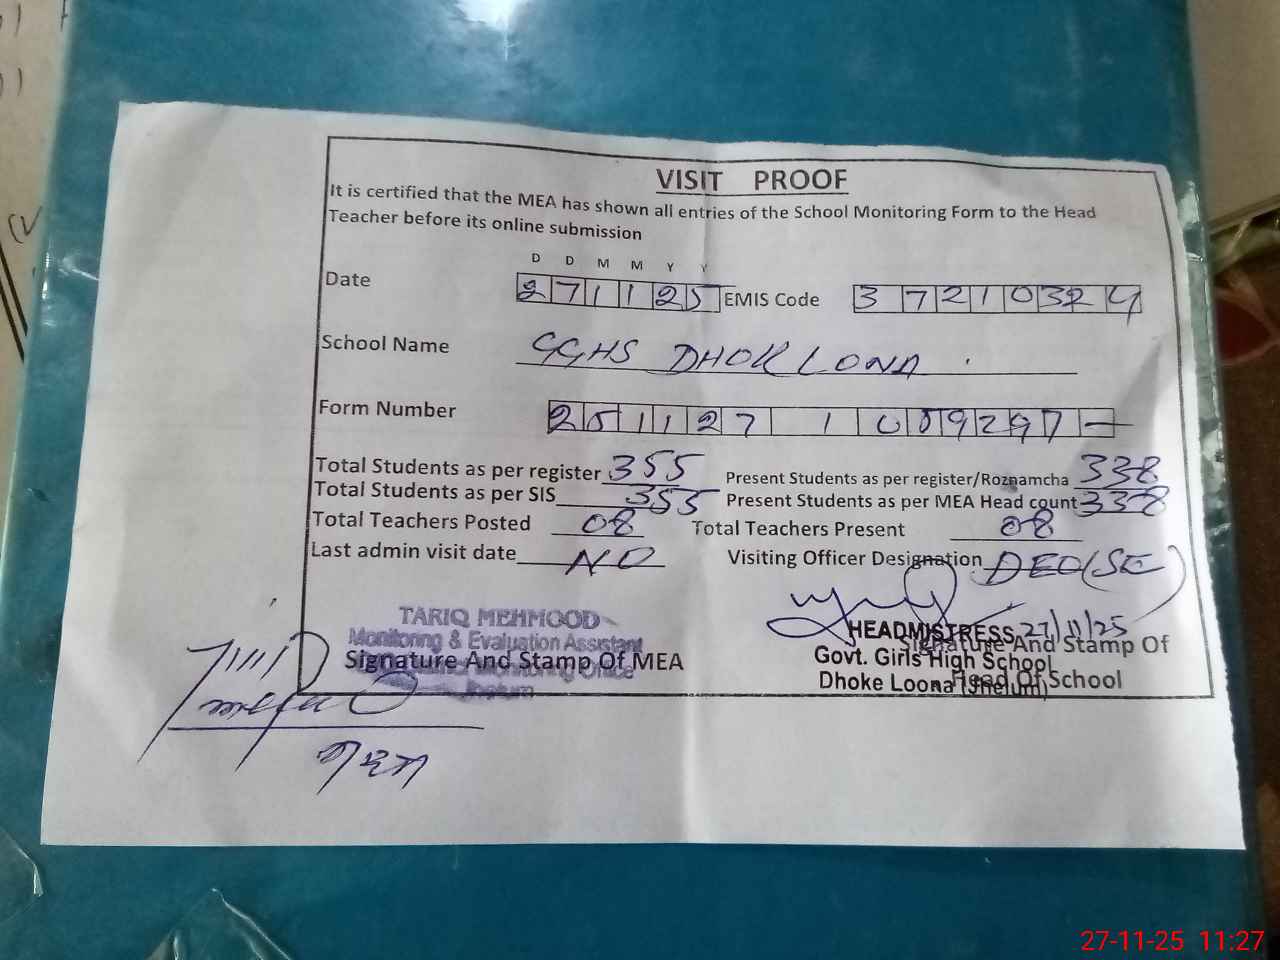 VISIT PROOF
It is certified that the MEA has shown all entries of the School Monitoring Form to the Head
Teacher before its online submission
D D M M Y Y
Date 271125 EMIS Code 37210324
School Name GGHS DHOK LONA
Form Number 251127 1 009297 -
Total Students as per register 355 Present Students as per register/Roznamcha 338
Total Students as per SIS 355 Present Students as per MEA Head count 338
Total Teachers Posted 08 Total Teachers Present 08
Last admin visit date NO Visiting Officer Designation DEO(SE)
TARIQ MEHMOOD
Monitoring & Evaluation Assistant
Monitoring Office
Jhelum
Signature And Stamp Of MEA
HEADMISTRESS 27/11/25
Govt. Girls High School
Dhoke Loona (Jhelum)
Signature And Stamp Of
Head Of School
27-11-25 11:27